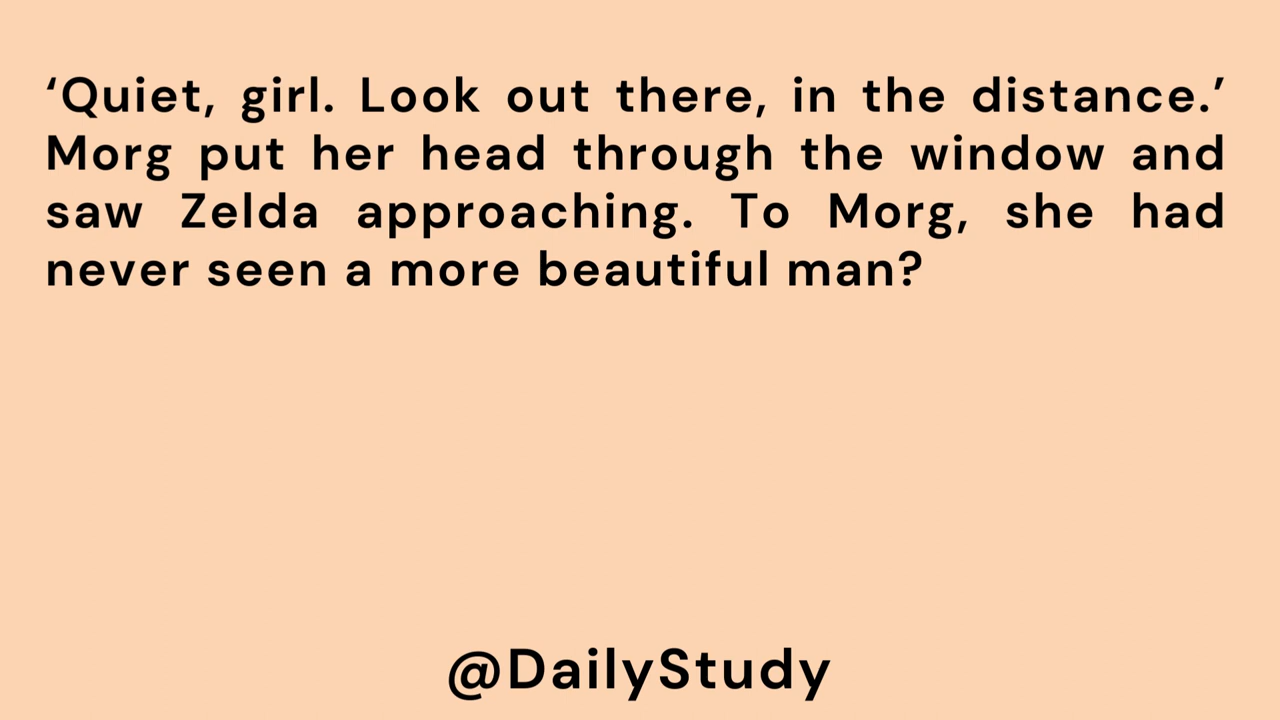 ‘Quiet, girl. Look out there, in the distance.’
Morg put her head through the window and
saw Zelda approaching. To Morg, she had
never seen a more beautiful man?
@DailyStudy